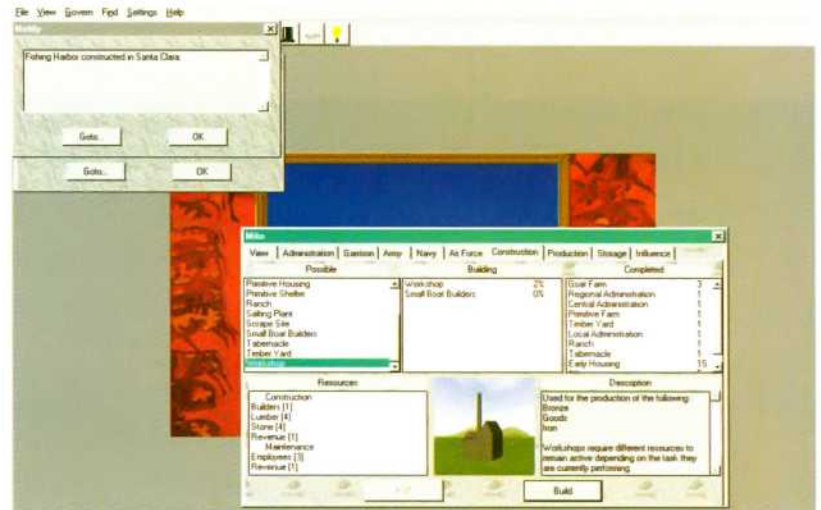 File View Govern Find Settings Help
Notify
Fishing Harbor constructed in Santa Clara
Goto... OK
Goto... OK
View Administration Garrison Army Navy Air Force Construction Production Storage Influence
Possible Building Completed
Primitive Housing
Primitive Shelter
Ranch
Salting Plant
Scrape Site
Small Boat Builders
Tabernacle
Timber Yard
Workshop
Workshop 2%
Small Boat Builders 0%
Goat Farm 3
Regional Administration 1
Central Administration 1
Primitive Farm 1
Timber Yard 1
Local Administration 1
Ranch 1
Tabernacle 1
Early Housing 15
Resources
Construction
Builders [1]
Lumber [4]
Stone [4]
Revenue [1]
Maintenance
Employees [3]
Revenue [1]
Description
Used for the production of the following:
Bronze
Goods
Iron
Workshops require different resources to
remain active depending on the task they
are currently performing
Build